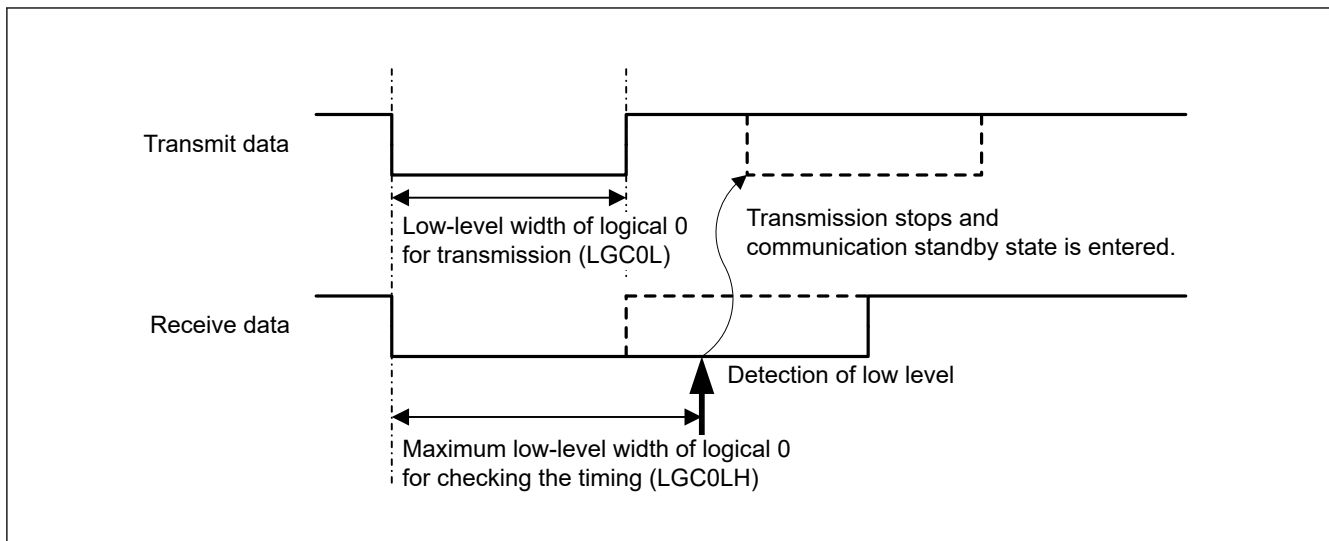 Transmit data
Low-level width of logical 0
for transmission (LGC0L)
Transmission stops and
communication standby state is entered.
Receive data
Detection of low level
Maximum low-level width of logical 0
for checking the timing (LGC0LH)